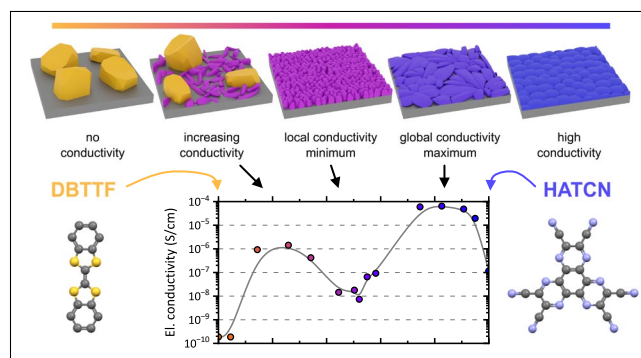 no
conductivity
increasing
conductivity
local conductivity
minimum
global conductivity
maximum
high
conductivity
DBTTF
HATCN
El. conductivity (S/cm)
10⁻⁴
10⁻⁵
10⁻⁶
10⁻⁷
10⁻⁸
10⁻⁹
10⁻¹⁰